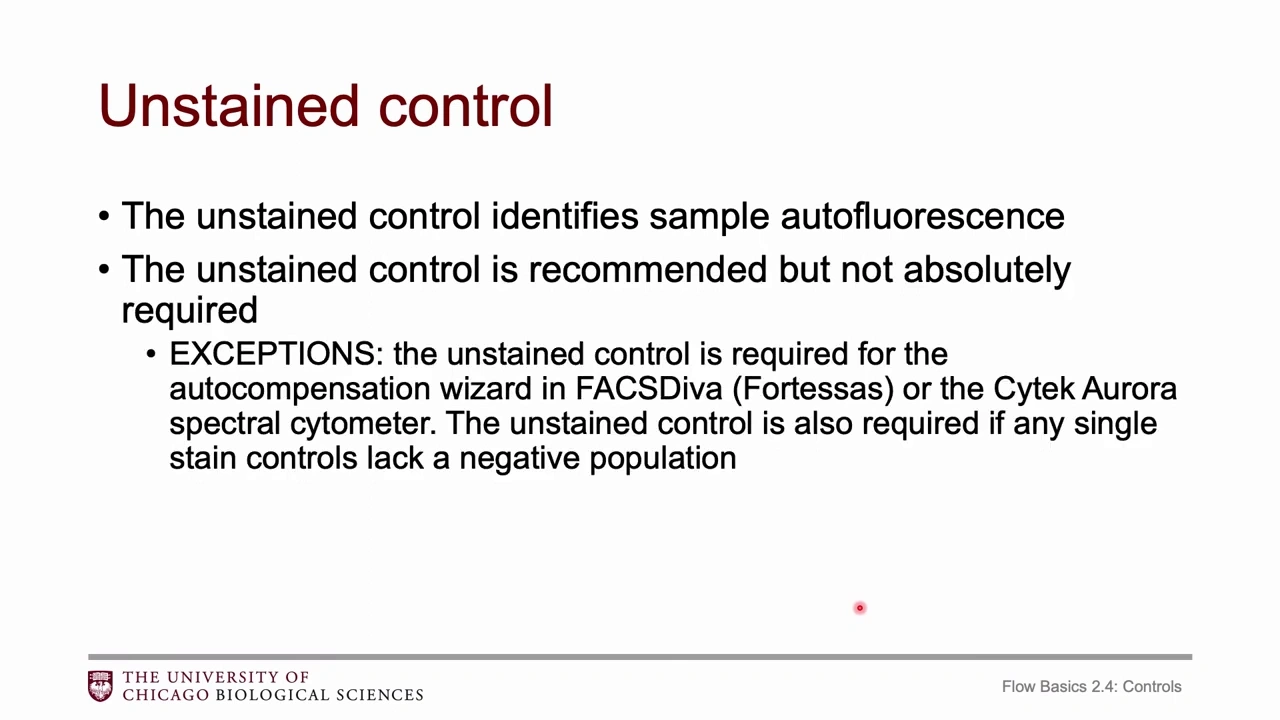 Unstained control
• The unstained control identifies sample autofluorescence
• The unstained control is recommended but not absolutely
required
• EXCEPTIONS: the unstained control is required for the
autocompensation wizard in FACSDiva (Fortessas) or the Cytek Aurora
spectral cytometer. The unstained control is also required if any single
stain controls lack a negative population
THE UNIVERSITY OF
CHICAGO BIOLOGICAL SCIENCES
Flow Basics 2.4: Controls